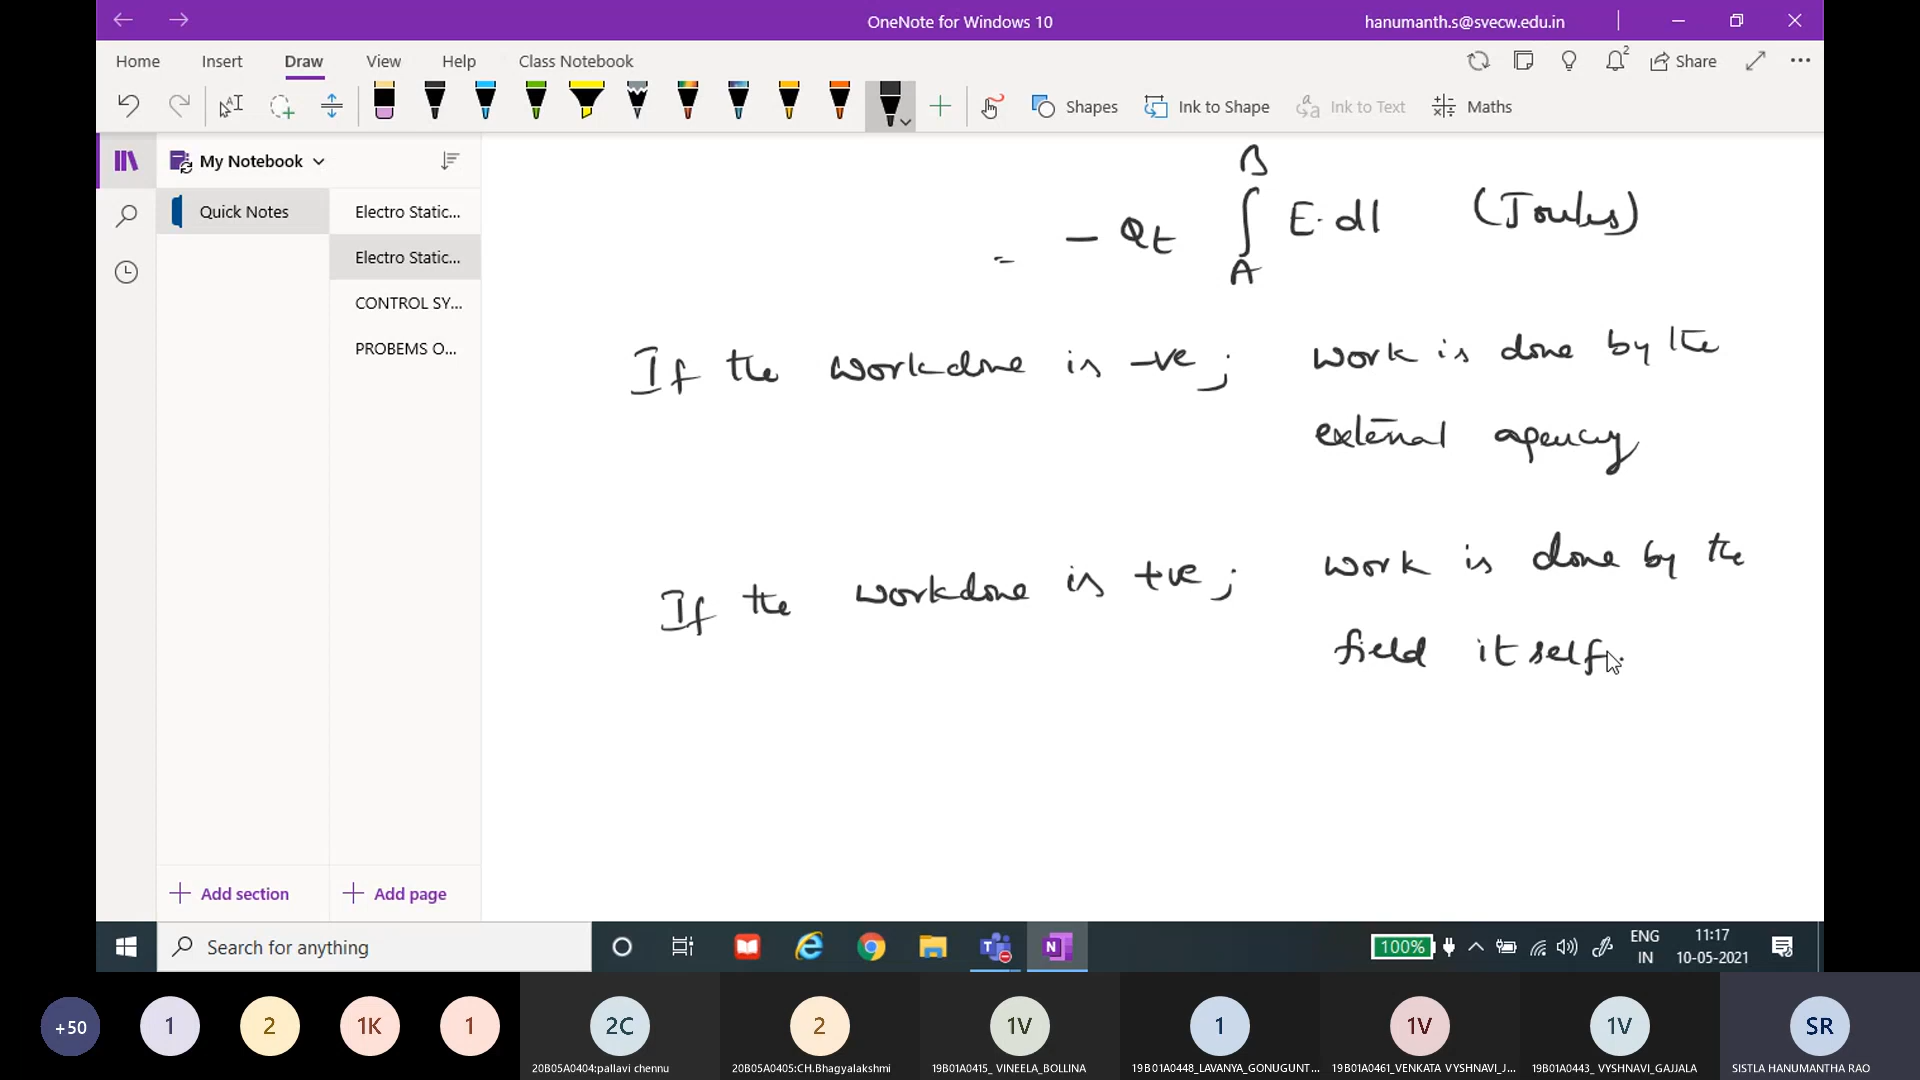 OneNote for Windows 10
hanumanth.s@svecw.edu.in
Home Insert Draw View Help Class Notebook
2
Share
Shapes Ink to Shape Ink to Text Maths
My Notebook
Quick Notes
Electro Static...
Electro Static...
CONTROL SY...
PROBEMS O...
B
= - Qt ∫ E·dl (Joules)
A
If the workdone is -ve; work is done by the
external agency
If the workdone is +ve; work is done by the
field itself.
Add section Add page
Search for anything
100%
ENG
IN
11:17
10-05-2021
+50 1 2 1K 1 2C 2 1V 1 1V 1V SR
20B05A0404:pallavi chennu 20B05A0405:CH.Bhagyalakshmi 19B01A0415_ VINEELA_BOLLINA 19B01A0448_LAVANYA_GONUGUNT... 19B01A0461_VENKATA VYSHNAVI_J... 19B01A0443_ VYSHNAVI_GAJJALA SISTLA HANUMANTHA RAO